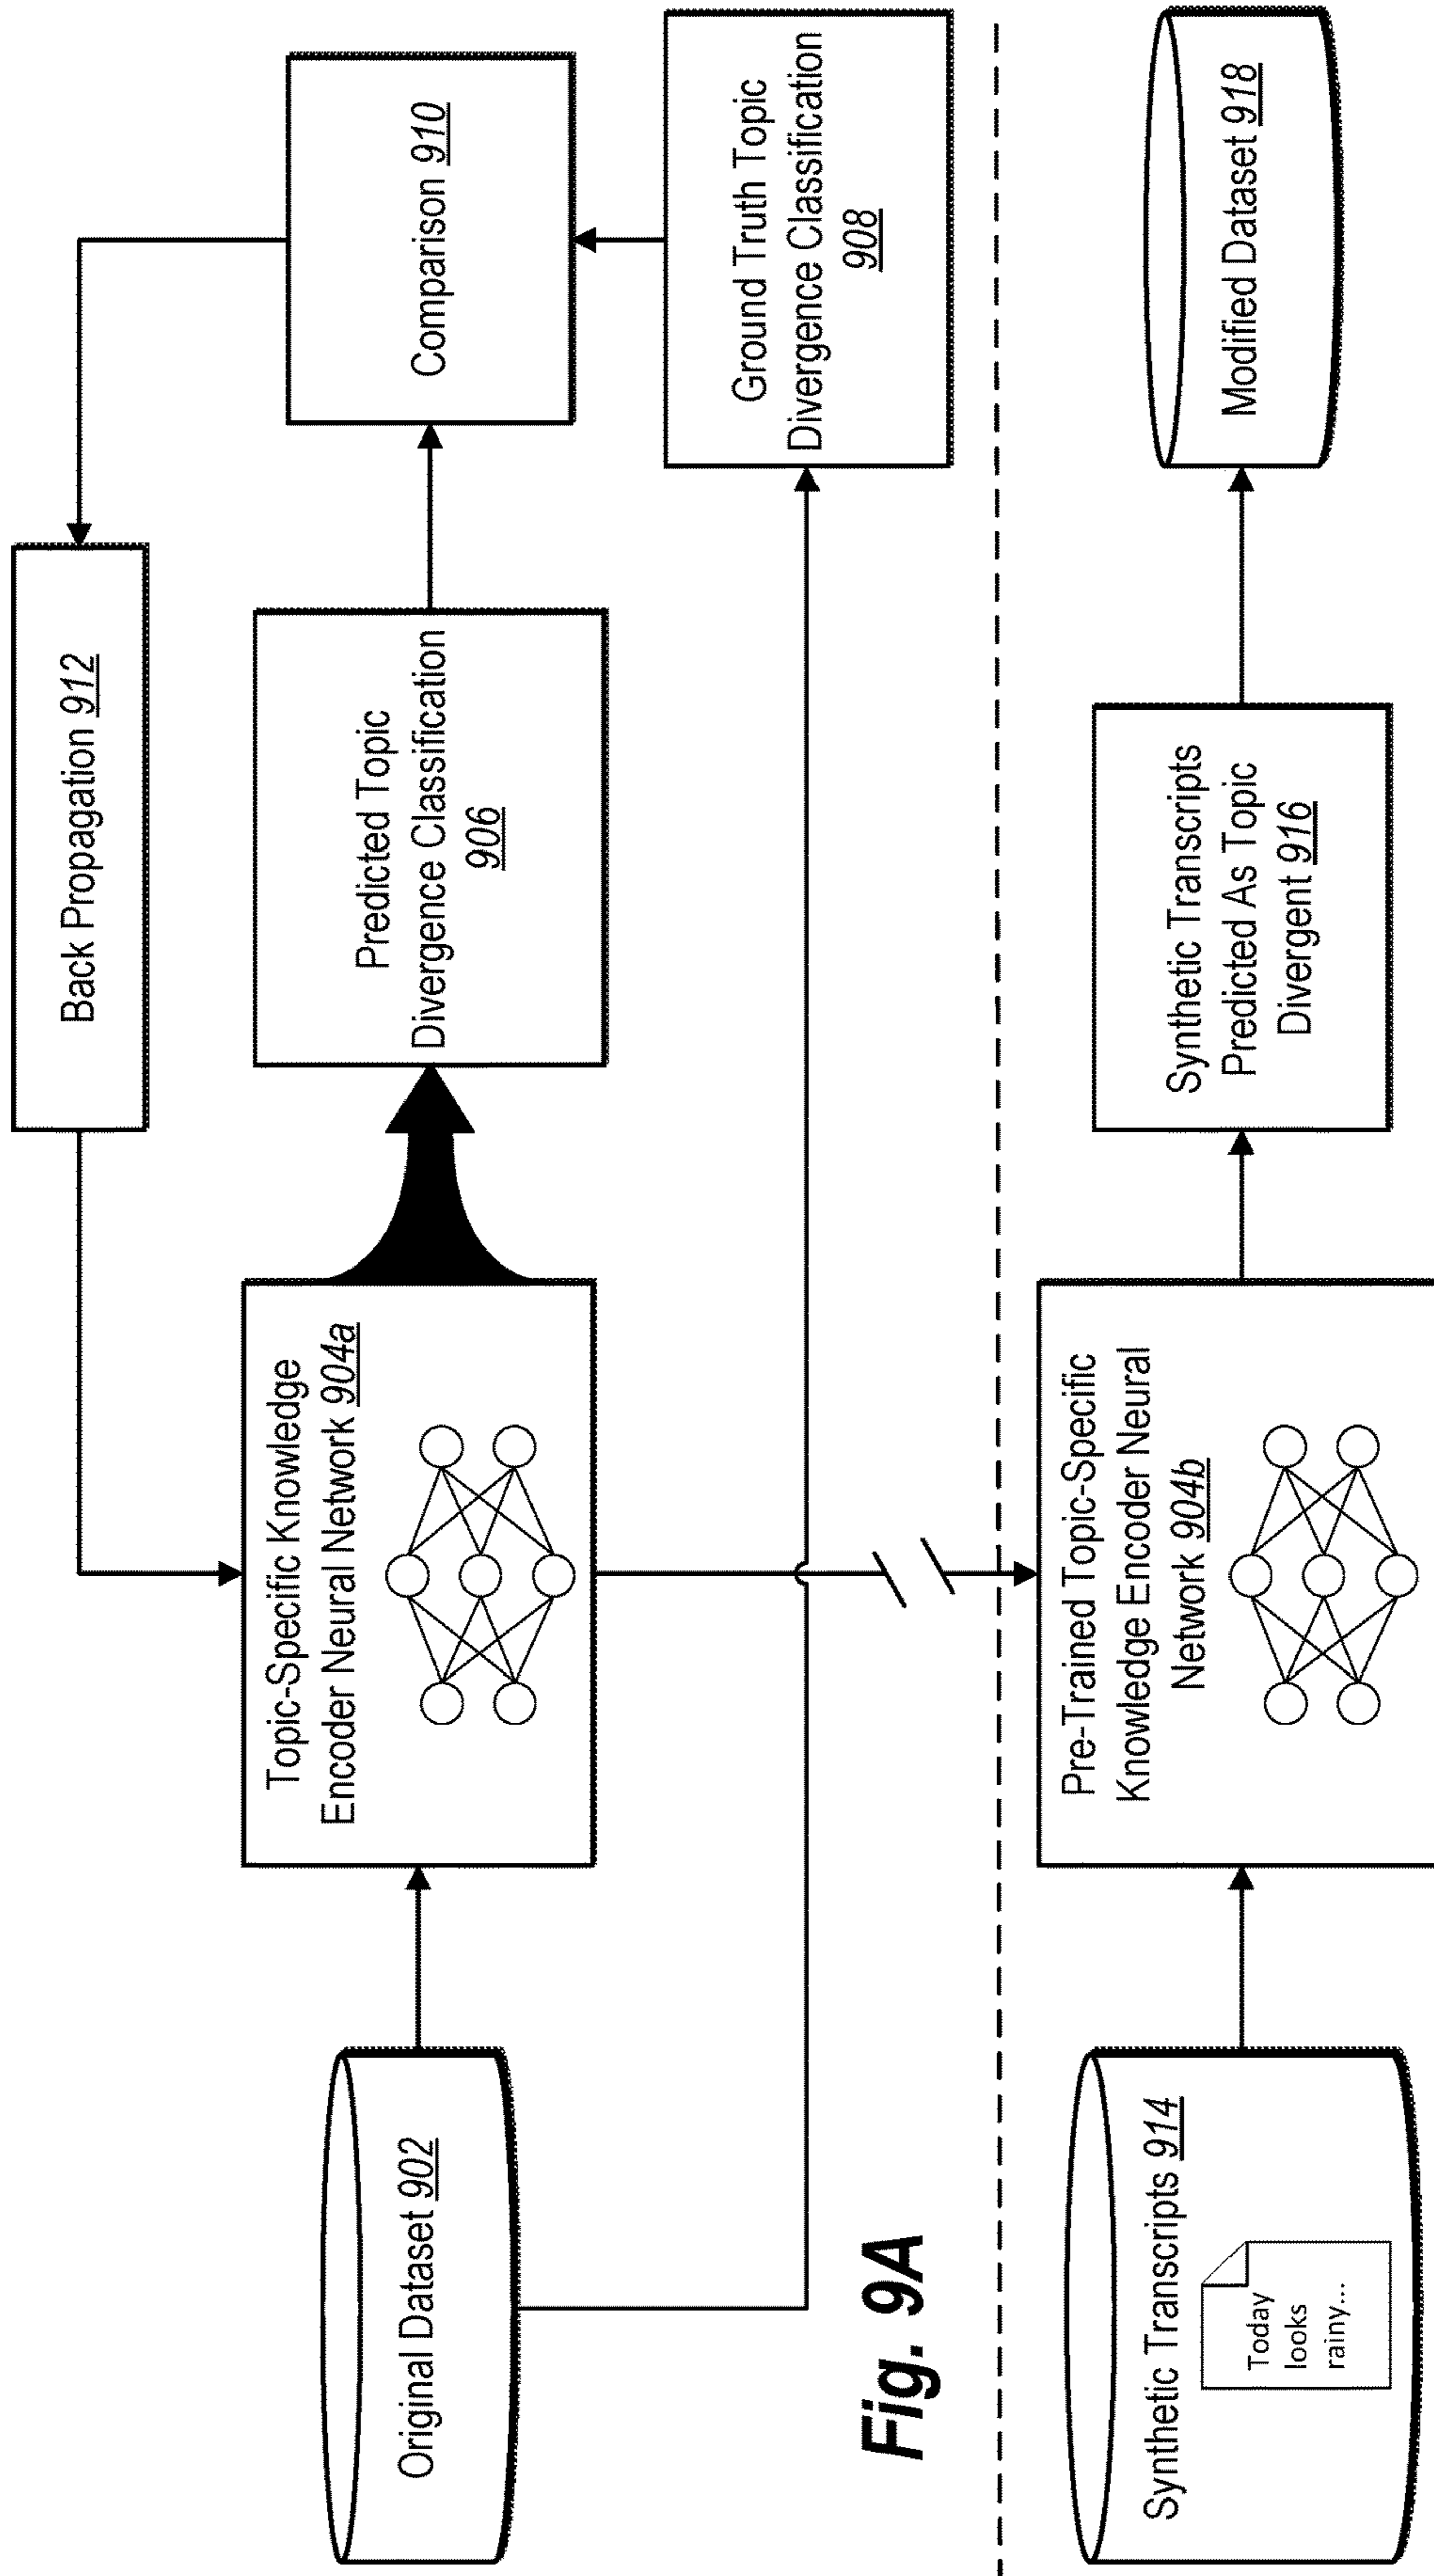 Back Propagation 912
Original Dataset 902
Topic-Specific Knowledge
Encoder Neural Network 904a
Predicted Topic
Divergence Classification
906
Comparison 910
Ground Truth Topic
Divergence Classification
908
Fig. 9A
Synthetic Transcripts 914
Today
looks
rainy...
Pre-Trained Topic-Specific
Knowledge Encoder Neural
Network 904b
Synthetic Transcripts
Predicted As Topic
Divergent 916
Modified Dataset 918